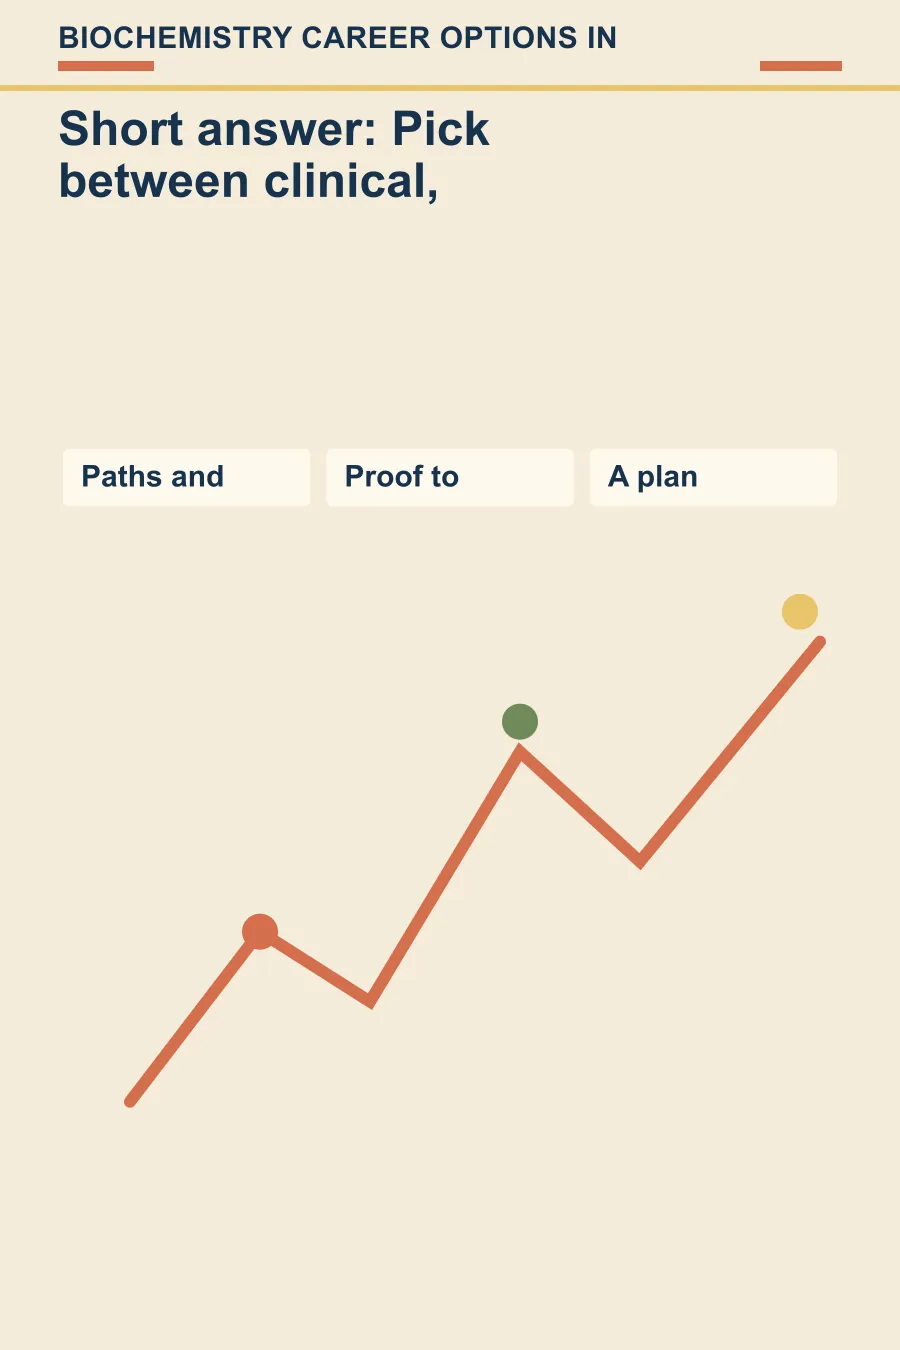 BIOCHEMISTRY CAREER OPTIONS IN
Short answer: Pick
between clinical,
Paths and
Proof to
A plan